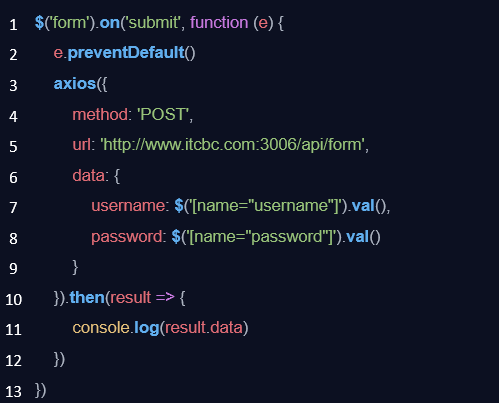 1 $('form').on('submit', function (e) {
2 e.preventDefault()
3 axios({
4 method: 'POST',
5 url: 'http://www.itcbc.com:3006/api/form',
6 data: {
7 username: $('[name="username"]').val(),
8 password: $('[name="password"]').val()
9 }
10 }).then(result => {
11 console.log(result.data)
12 })
13 })